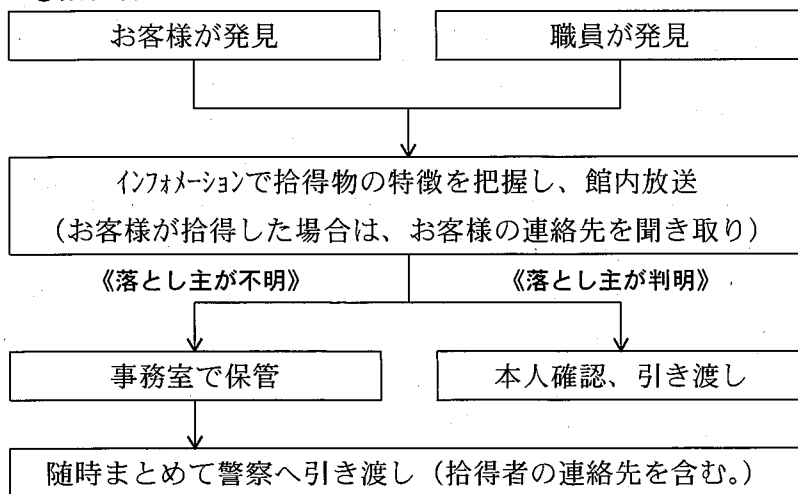 お客様が発見
職員が発見
インフォメーションで拾得物の特徴を把握し、館内放送
(お客様が拾得した場合は、お客様の連絡先を聞き取り)
《落とし主が不明》
《落とし主が判明》
事務室で保管
本人確認、引き渡し
随時まとめて警察へ引き渡し(拾得者の連絡先を含む。)